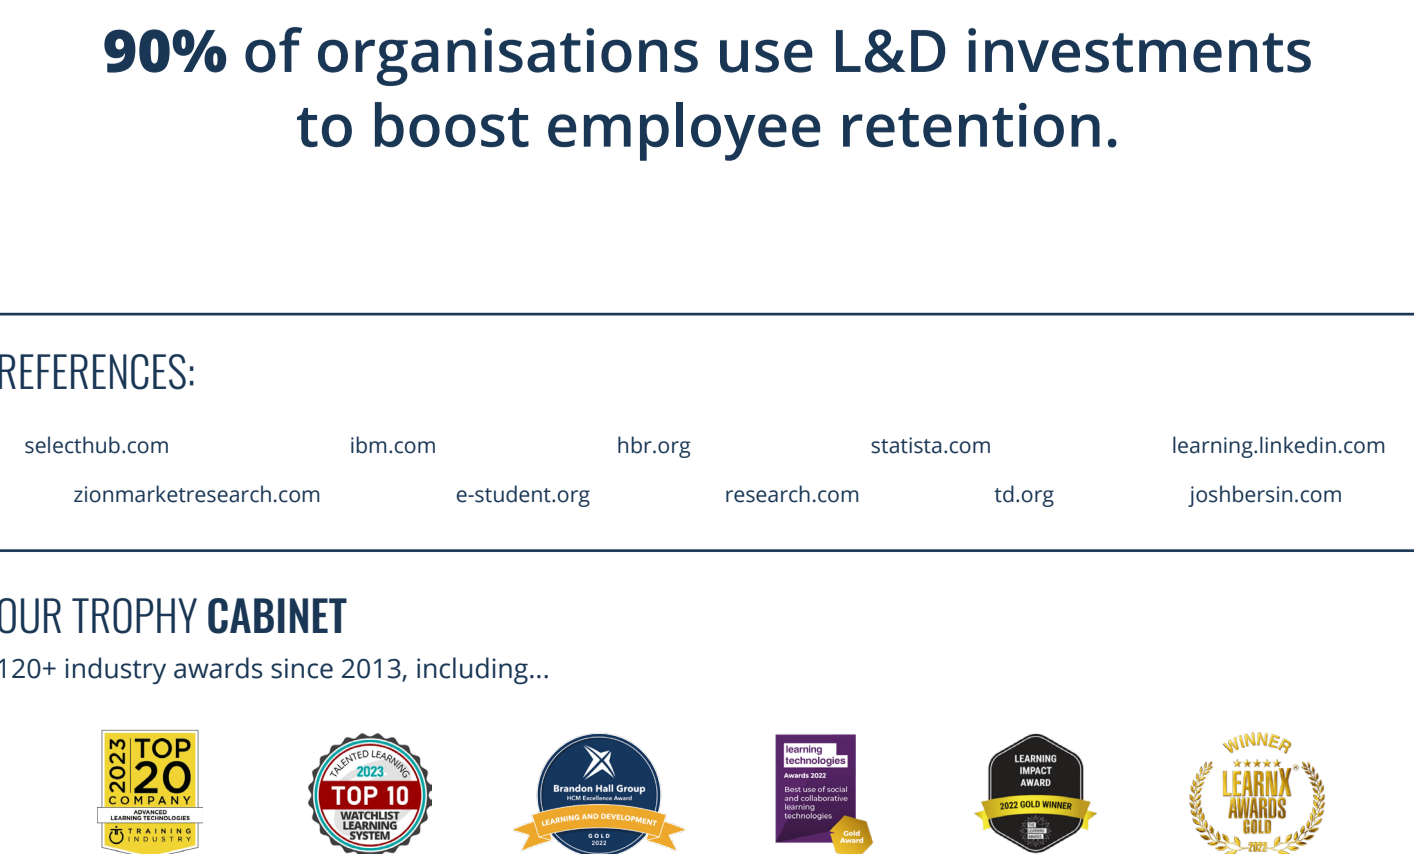 90% of organisations use L&D investments
to boost employee retention.
REFERENCES:
selecthub.com ibm.com hbr.org statista.com learning.linkedin.com
zionmarketresearch.com e-student.org research.com td.org joshbersin.com
OUR TROPHY CABINET
120+ industry awards since 2013, including...
2023 TOP
20
COMPANY
ADVANCED
LEARNING TECHNOLOGIES
TRAINING
INDUSTRY
TALENTED LEARNING
2023
TOP 10
WATCHLIST
LEARNING
SYSTEM
Brandon Hall Group
HCM Excellence Award
LEARNING AND DEVELOPMENT
GOLD
2022
learning
technologies
Awards 2022
Best use of social
and collaborative
learning
technologies
Gold
Award
LEARNING
IMPACT
AWARD
2022 GOLD WINNER
WINNER
LEARNX
AWARDS
GOLD
2022